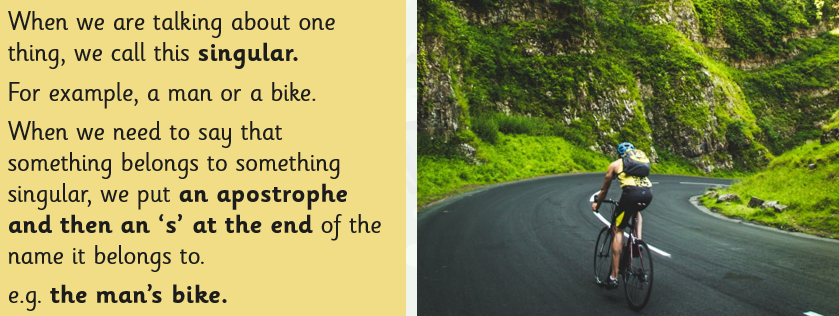 When we are talking about one
thing, we call this singular.
For example, a man or a bike.
When we need to say that
something belongs to something
singular, we put an apostrophe
and then an ‘s’ at the end of the
name it belongs to.
e.g. the man’s bike.